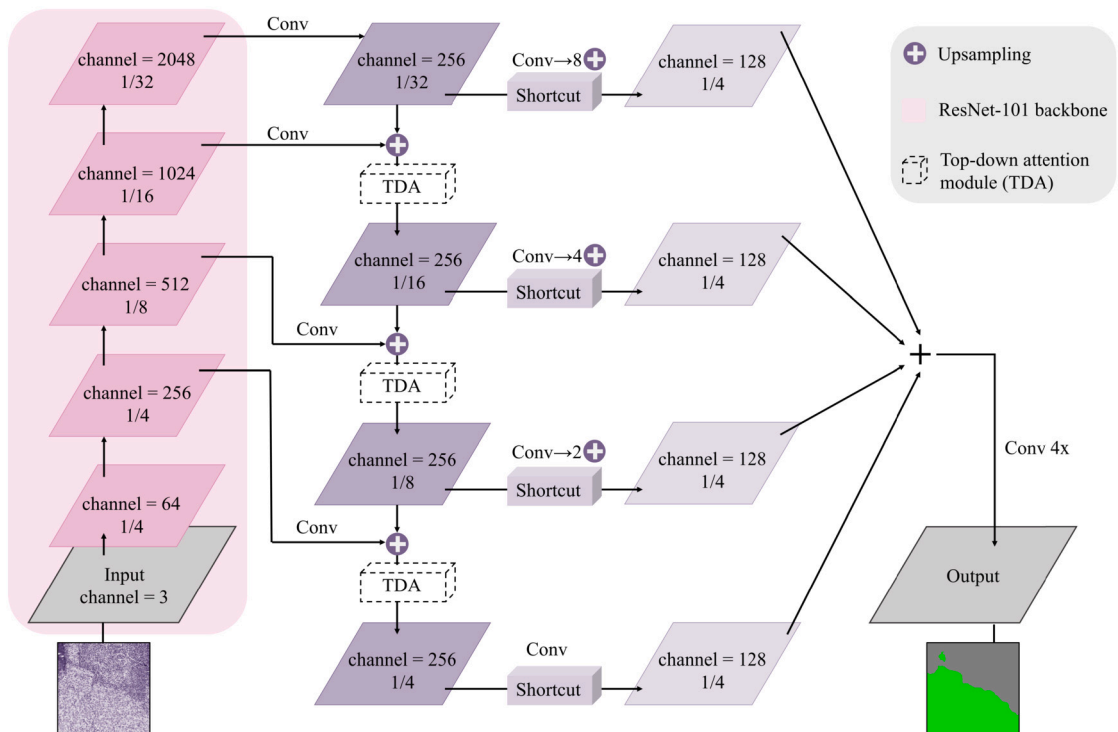 channel = 2048
1/32
channel = 1024
1/16
channel = 512
1/8
channel = 256
1/4
channel = 64
1/4
Input
channel = 3
Conv
Conv
Conv
Conv
channel = 256
1/32
TDA
channel = 256
1/16
TDA
channel = 256
1/8
TDA
channel = 256
1/4
Conv→8
Shortcut
Conv→4
Shortcut
Conv→2
Shortcut
Conv
Shortcut
channel = 128
1/4
channel = 128
1/4
channel = 128
1/4
channel = 128
1/4
Upsampling
ResNet-101 backbone
Top-down attention
module (TDA)
+
Conv 4x
Output